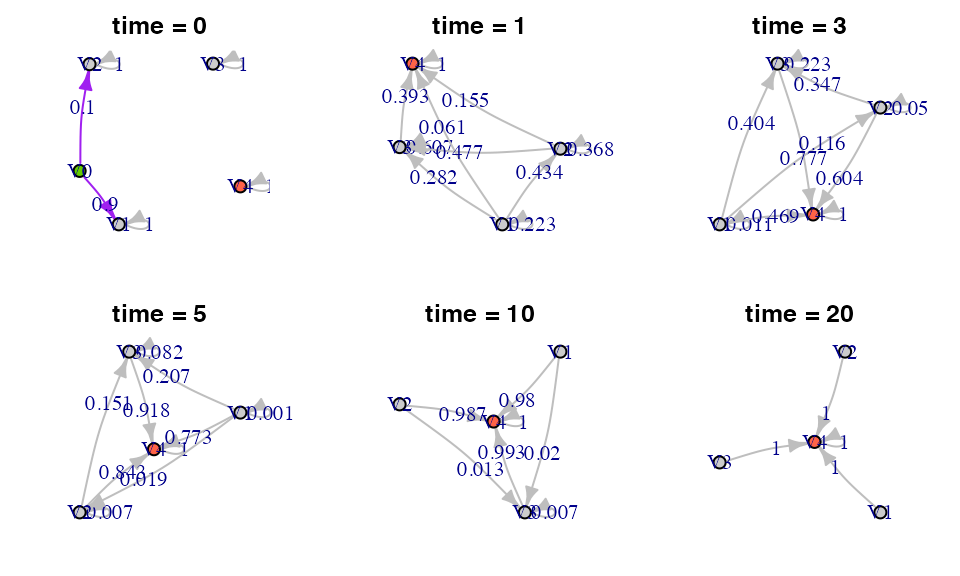 time = 0
V2 1
V3 1
0.1
V0
V4 1
0.9
V1 1
time = 1
V4 1
0.393
0.155
0.061
V3 0.607
0.477
V2 0.368
0.282
0.434
V1 0.223
time = 3
V3 0.223
0.347
V2 0.05
0.404
0.116
0.777
0.604
V4 1
0.469
V1 0.011
time = 5
V3 0.082
0.207
0.151
0.918
V1 0.001
0.773
V4 1
0.843
0.019
V2 0.007
time = 10
V1
0.98
V2
0.987
V4 1
0.993
0.02
0.013
V3 0.007
time = 20
V2
1
V4 1
1
V3
1
V1